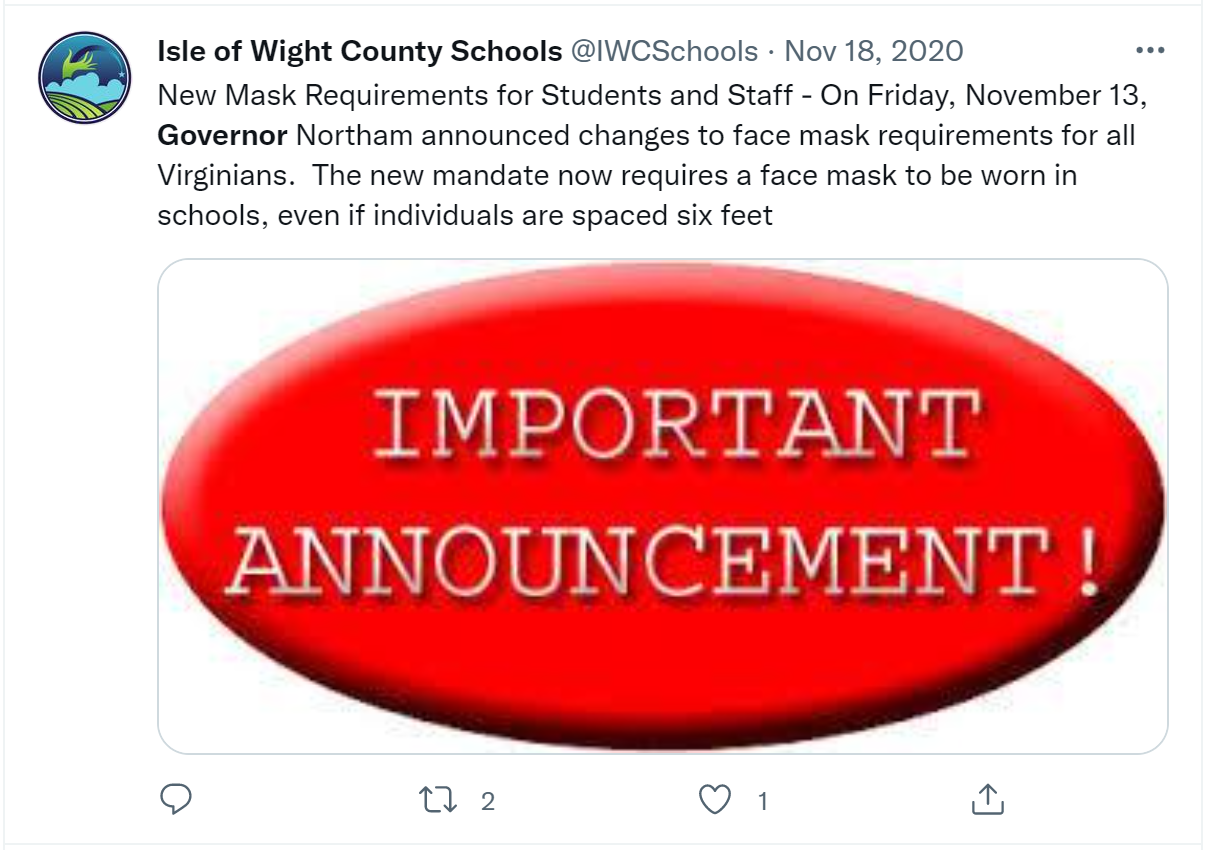 Isle of Wight County Schools @IWCSchools · Nov 18, 2020
New Mask Requirements for Students and Staff - On Friday, November 13,
Governor Northam announced changes to face mask requirements for all
Virginians.  The new mandate now requires a face mask to be worn in
schools, even if individuals are spaced six feet
IMPORTANT
ANNOUNCEMENT!
2 1